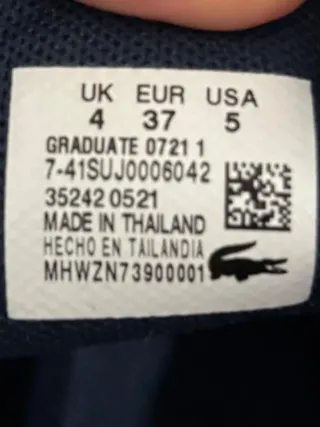 UK EUR USA
4 37 5
GRADUATE 0721 1
7-41SUJ0006042
35242 0521
MADE IN THAILAND
HECHO EN TAILANDIA
MHWZN73900001